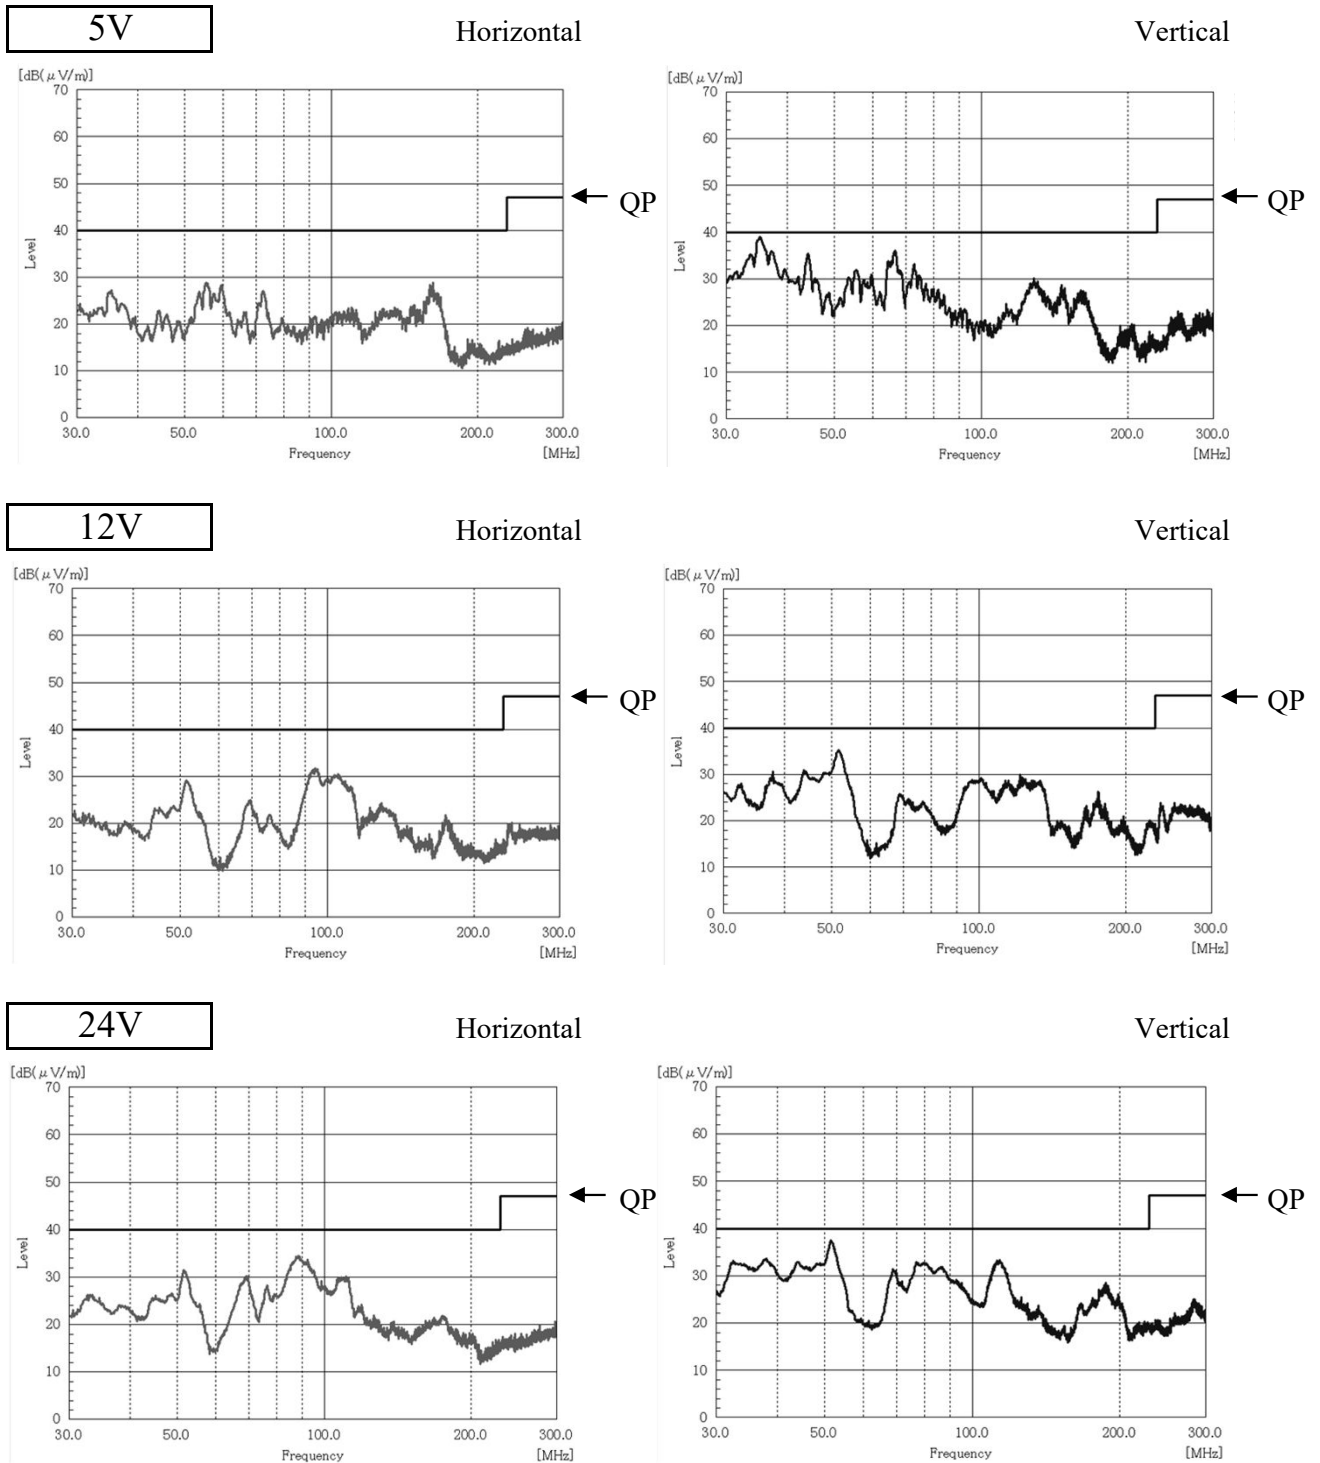 5V
Horizontal
Vertical
[dB(μV/m)]
70
60
50
40
30
20
10
0
Level
QP
30.0
50.0
100.0
200.0
300.0
Frequency
[MHz]
[dB(μV/m)]
70
60
50
40
30
20
10
0
Level
QP
30.0
50.0
100.0
200.0
300.0
Frequency
[MHz]
12V
Horizontal
Vertical
[dB(μV/m)]
70
60
50
40
30
20
10
0
Level
QP
30.0
50.0
100.0
200.0
300.0
Frequency
[MHz]
[dB(μV/m)]
70
60
50
40
30
20
10
0
Level
QP
30.0
50.0
100.0
200.0
300.0
Frequency
[MHz]
24V
Horizontal
Vertical
[dB(μV/m)]
70
60
50
40
30
20
10
0
Level
QP
30.0
50.0
100.0
200.0
300.0
Frequency
[MHz]
[dB(μV/m)]
70
60
50
40
30
20
10
0
Level
QP
30.0
50.0
100.0
200.0
300.0
Frequency
[MHz]